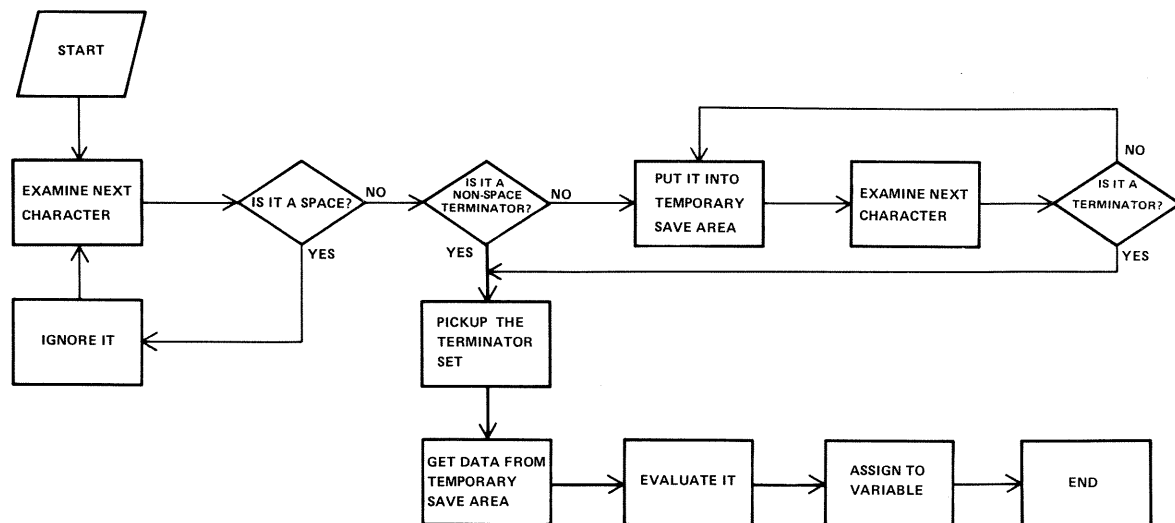 START
EXAMINE NEXT
CHARACTER
IS IT A SPACE?
NO
YES
IGNORE IT
IS IT A
NON-SPACE
TERMINATOR?
NO
YES
PUT IT INTO
TEMPORARY
SAVE AREA
EXAMINE NEXT
CHARACTER
IS IT A
TERMINATOR?
NO
YES
PICKUP THE
TERMINATOR
SET
GET DATA FROM
TEMPORARY
SAVE AREA
EVALUATE IT
ASSIGN TO
VARIABLE
END